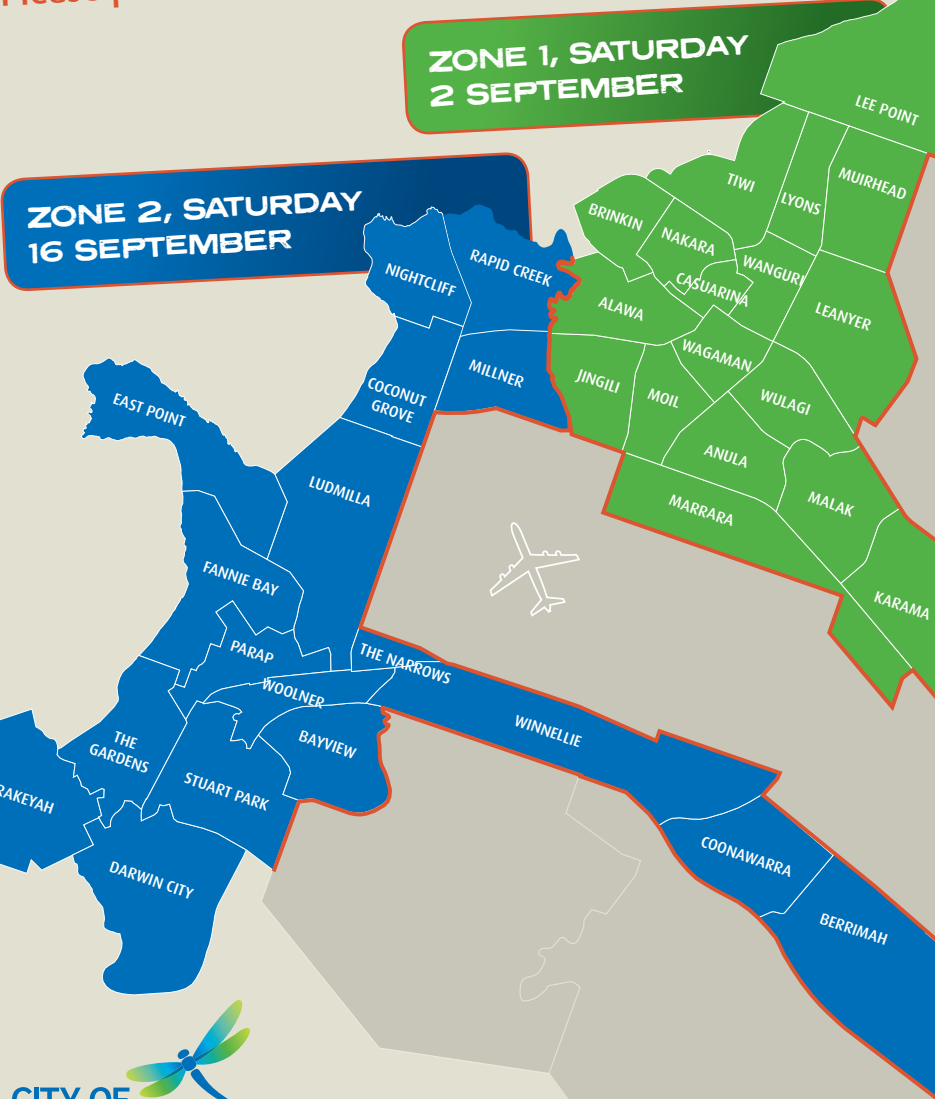 ZONE 1, SATURDAY
2 SEPTEMBER
ZONE 2, SATURDAY
16 SEPTEMBER
LEE POINT
TIWI
LYONS
MUIRHEAD
BRINKIN
NAKARA
WANGURI
CASUARINA
ALAWA
LEANYER
RAPID CREEK
NIGHTCLIFF
WAGAMAN
MILLNER
JINGILI
MOIL
WULAGI
COCONUT
GROVE
EAST POINT
ANULA
LUDMILLA
MALAK
MARRARA
FANNIE BAY
KARAMA
PARAP
THE NARROWS
WOOLNER
WINNELLIE
THE
GARDENS
BAYVIEW
STUART PARK
RAKEYAH
COONAWARRA
DARWIN CITY
BERRIMAH
CITY OF